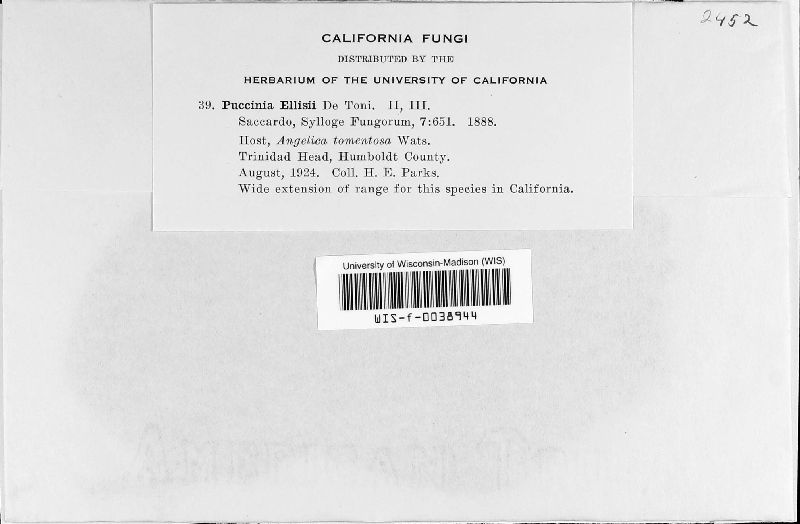 2452
CALIFORNIA FUNGI
DISTRIBUTED BY THE
HERBARIUM OF THE UNIVERSITY OF CALIFORNIA
39. Puccinia Ellisii De Toni. II, III.
Saccardo, Sylloge Fungorum, 7:651. 1888.
Host, Angelica tomentosa Wats.
Trinidad Head, Humboldt County.
August, 1924. Coll. H. E. Parks.
Wide extension of range for this species in California.
University of Wisconsin-Madison (WIS)
WIS-f-0038944